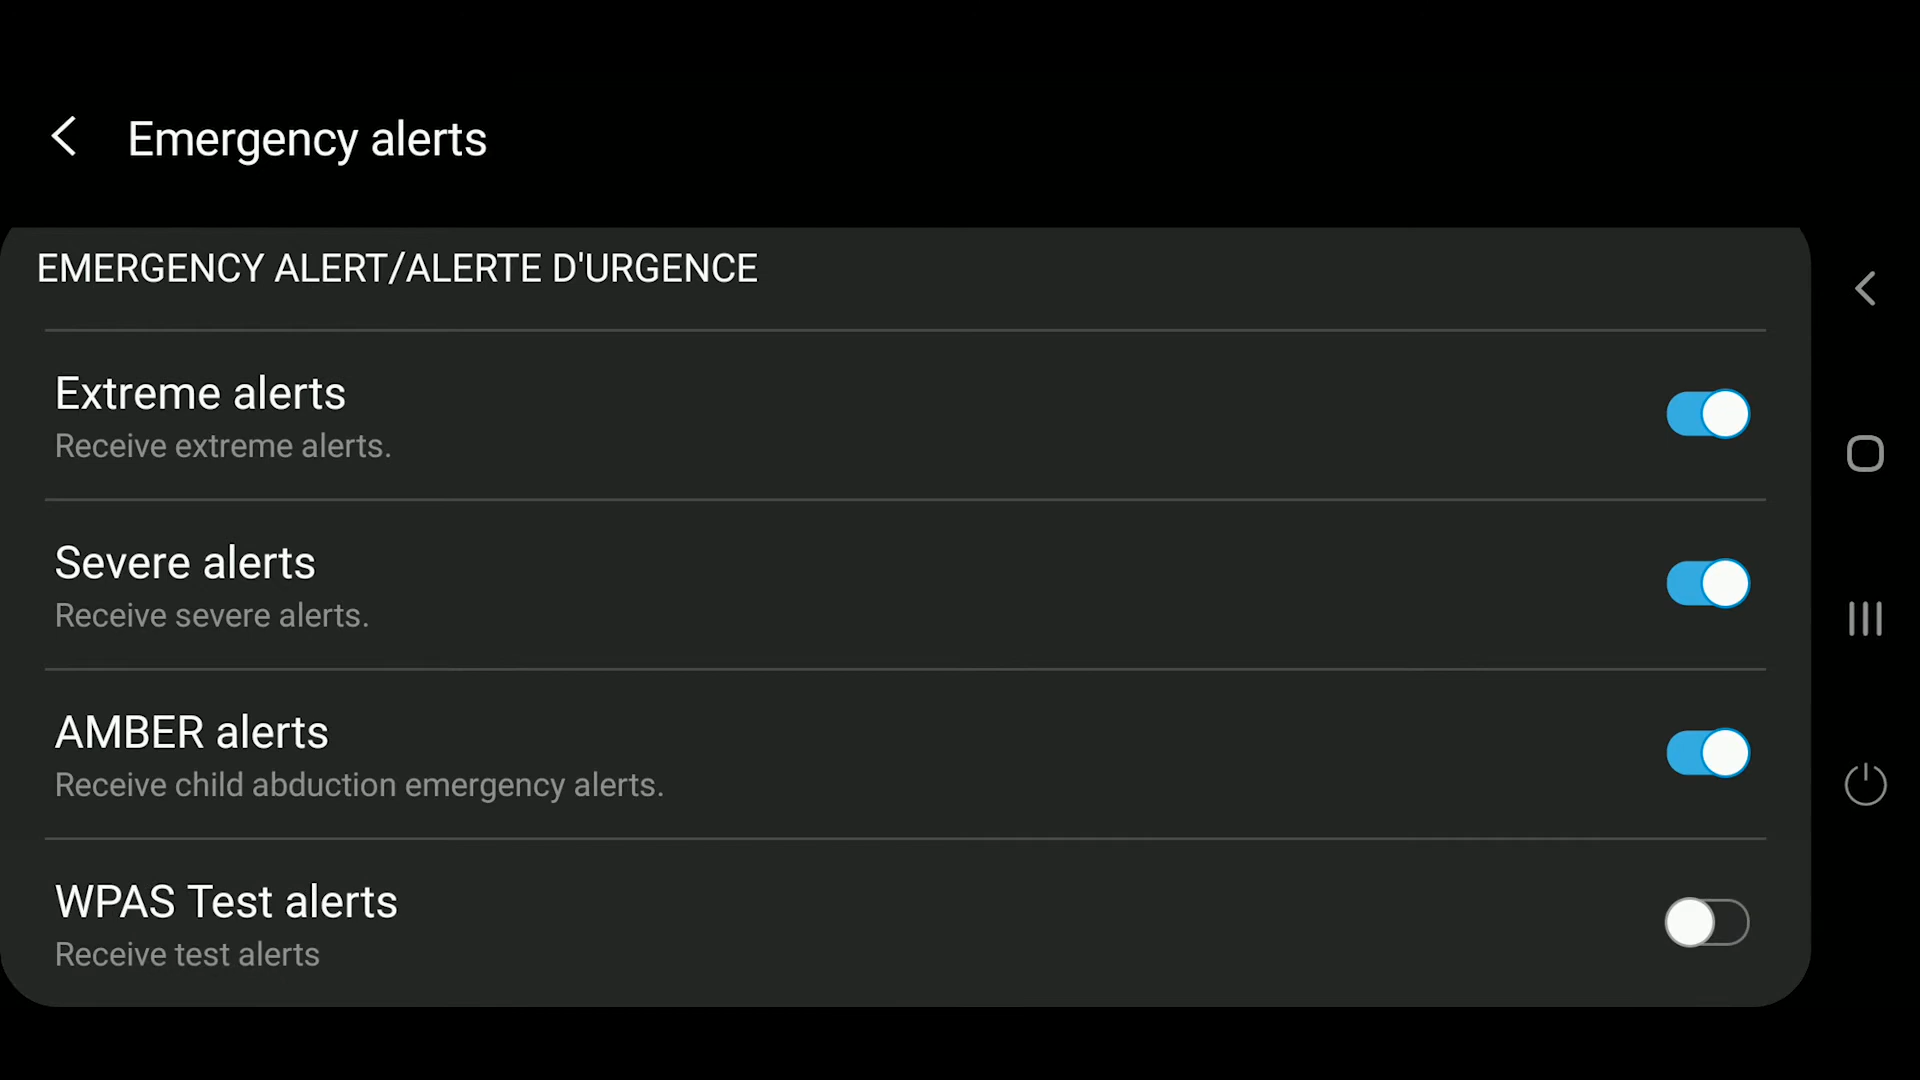 Emergency alerts
EMERGENCY ALERT/ALERTE D'URGENCE
Extreme alerts
Receive extreme alerts.
Severe alerts
Receive severe alerts.
AMBER alerts
Receive child abduction emergency alerts.
WPAS Test alerts
Receive test alerts